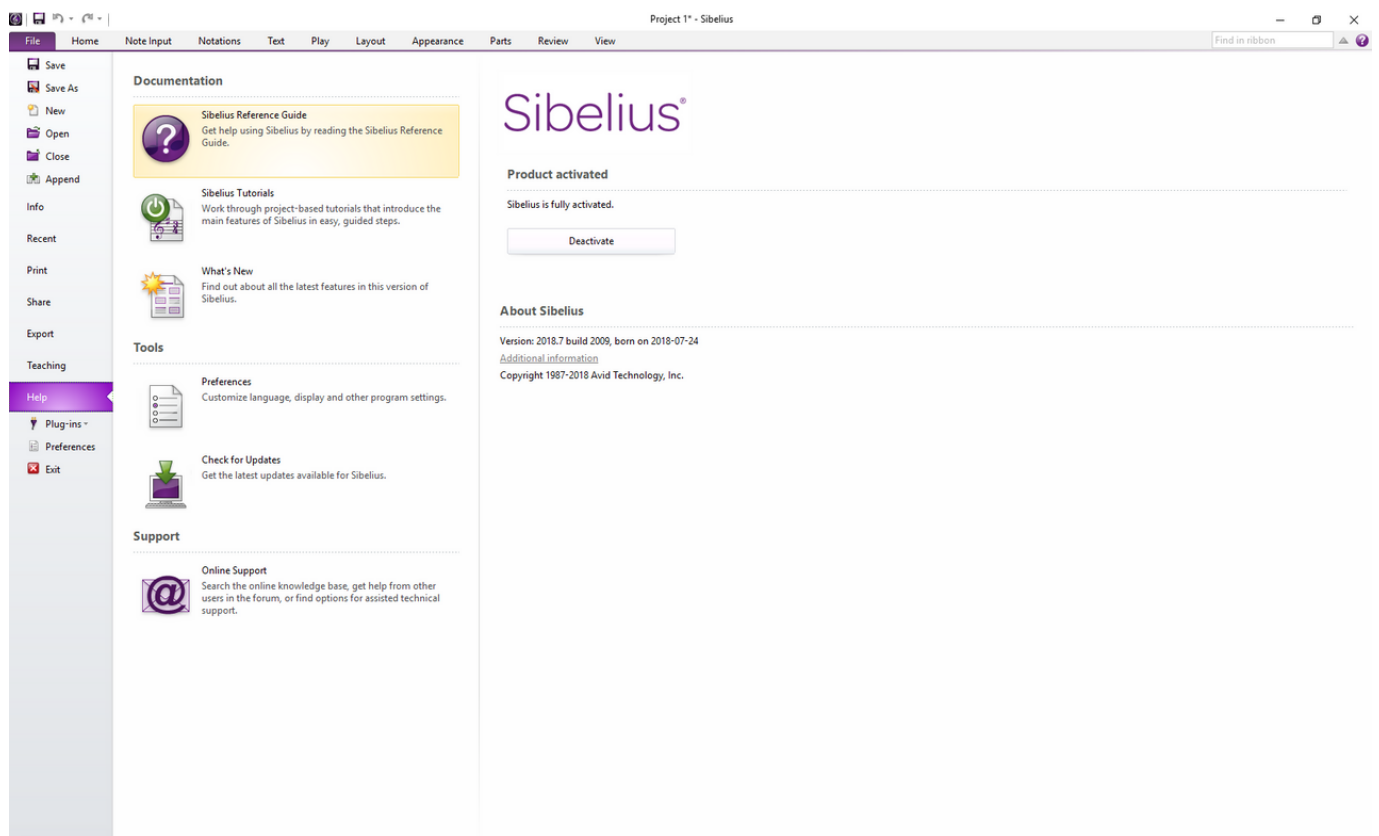 Project 1* - Sibelius
File Home Note Input Notations Text Play Layout Appearance Parts Review View Find in ribbon
Save
Save As
New
Open
Close
Append
Info
Recent
Print
Share
Export
Teaching
Help
Plug-ins
Preferences
Exit
Documentation
Sibelius Reference Guide
Get help using Sibelius by reading the Sibelius Reference
Guide.
Sibelius Tutorials
Work through project-based tutorials that introduce the
main features of Sibelius in easy, guided steps.
What's New
Find out about all the latest features in this version of
Sibelius.
Tools
Preferences
Customize language, display and other program settings.
Check for Updates
Get the latest updates available for Sibelius.
Support
Online Support
Search the online knowledge base, get help from other
users in the forum, or find options for assisted technical
support.
Sibelius®
Product activated
Sibelius is fully activated.
Deactivate
About Sibelius
Version: 2018.7 build 2009, born on 2018-07-24
Additional information
Copyright 1987-2018 Avid Technology, Inc.